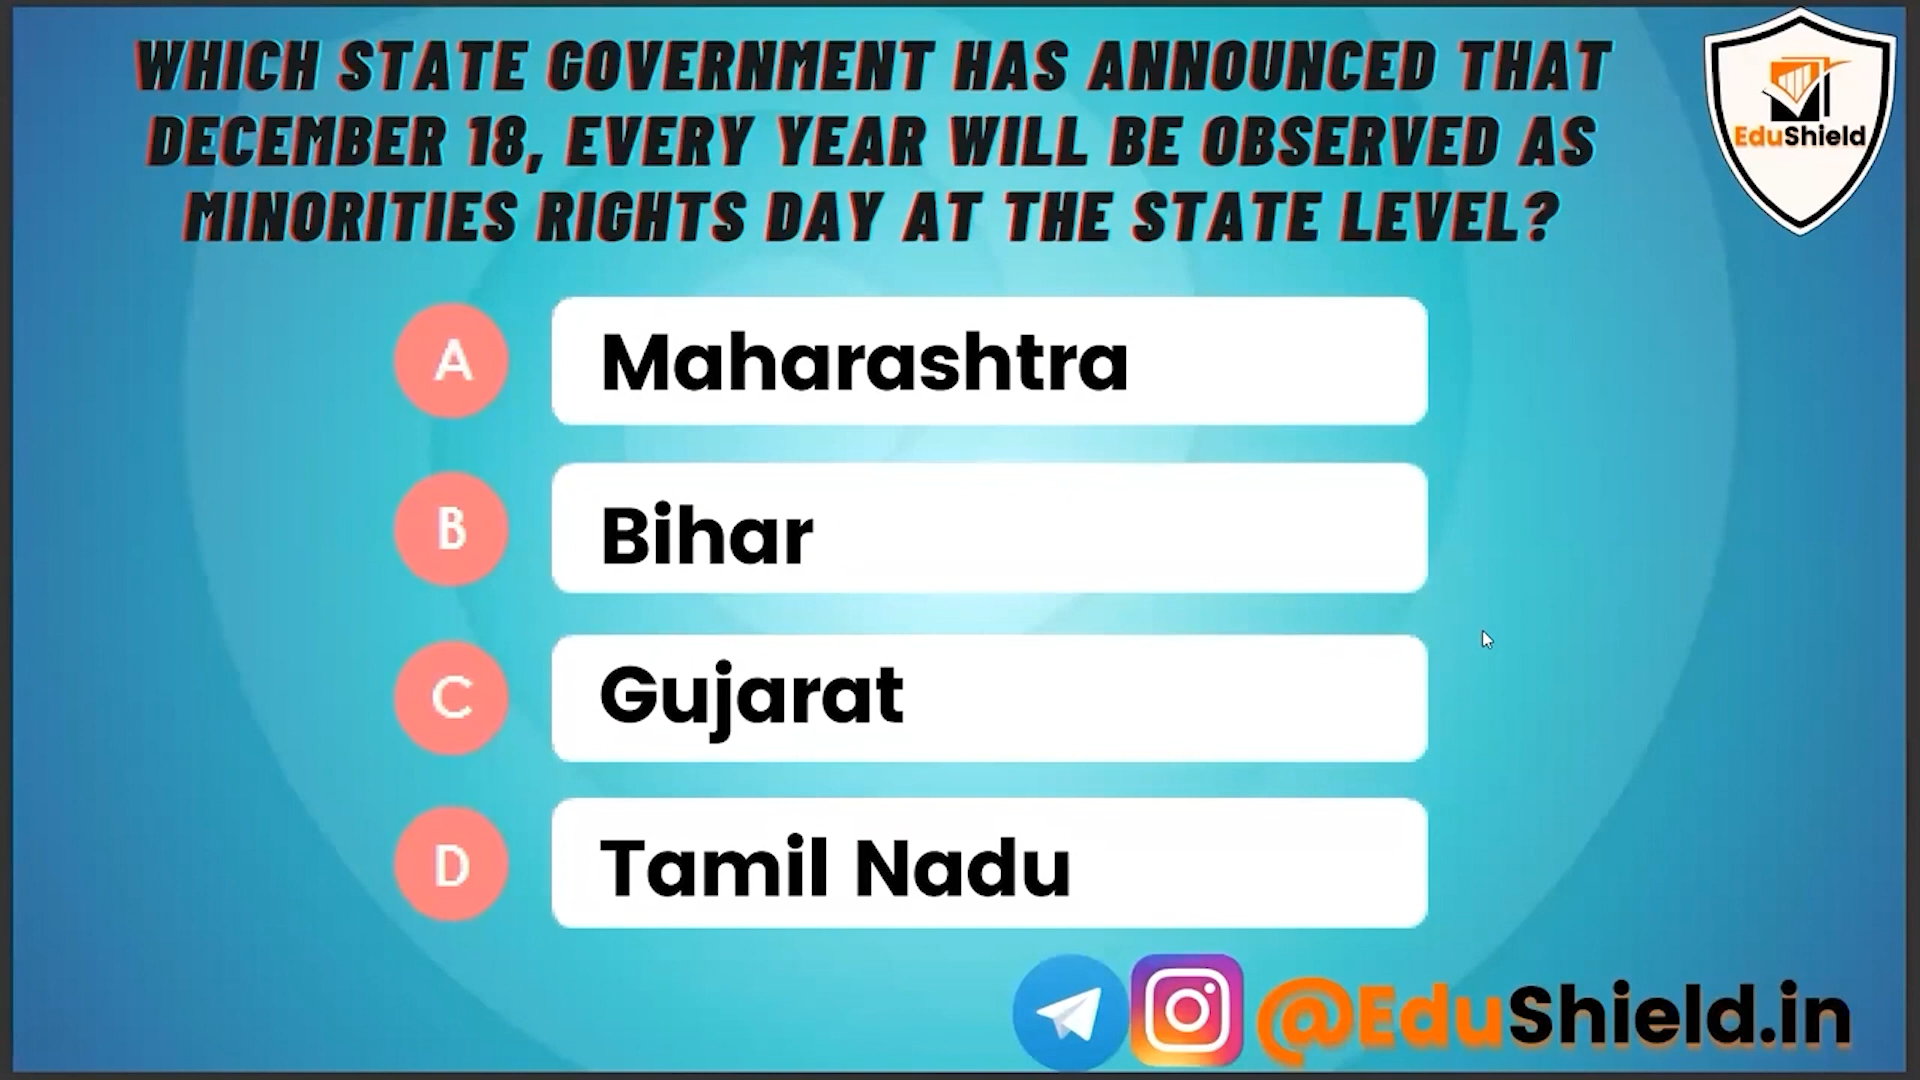 WHICH STATE GOVERNMENT HAS ANNOUNCED THAT
DECEMBER 18, EVERY YEAR WILL BE OBSERVED AS
MINORITIES RIGHTS DAY AT THE STATE LEVEL?
EduShield
A Maharashtra
B Bihar
C Gujarat
D Tamil Nadu
@EduShield.in